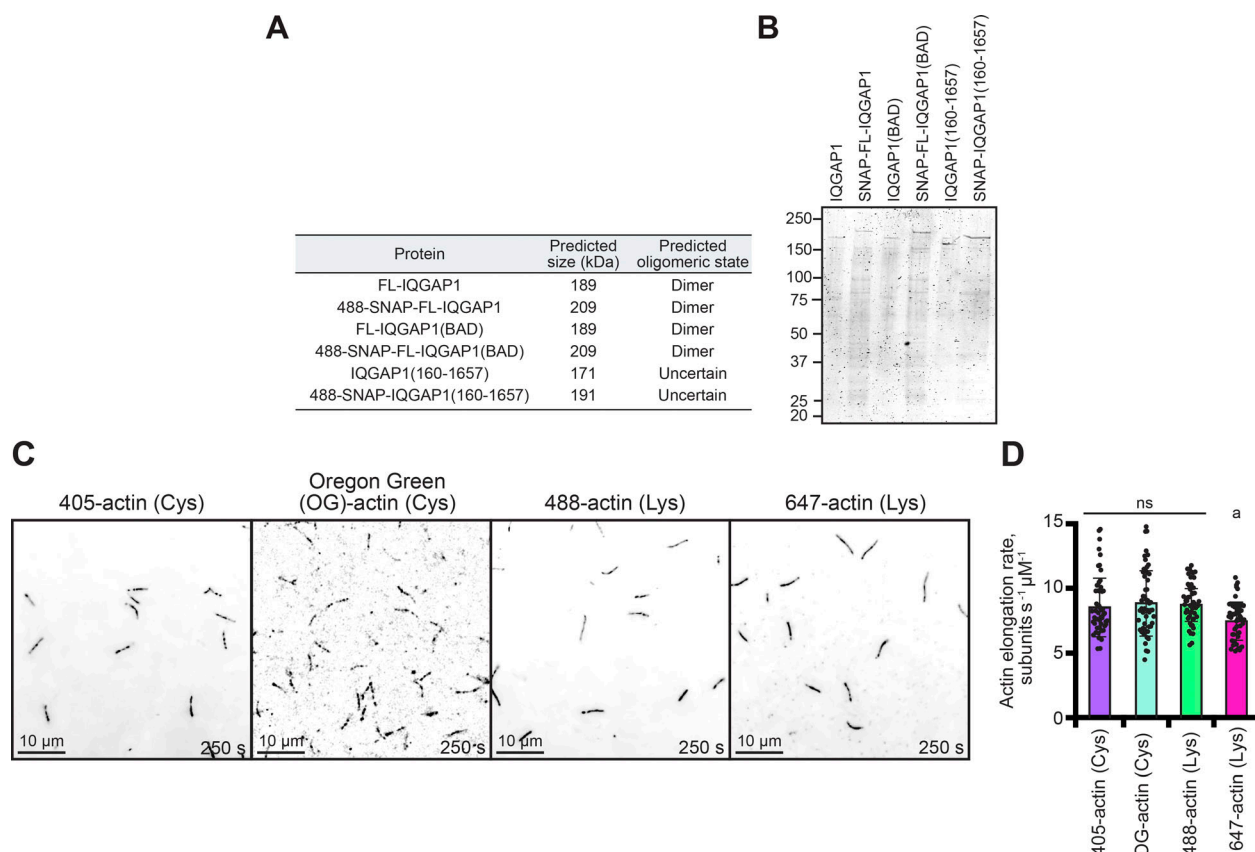 A
Protein
Predicted
size (kDa)
Predicted
oligomeric state
FL-IQGAP1 189 Dimer
488-SNAP-FL-IQGAP1 209 Dimer
FL-IQGAP1(BAD) 189 Dimer
488-SNAP-FL-IQGAP1(BAD) 209 Dimer
IQGAP1(160-1657) 171 Uncertain
488-SNAP-IQGAP1(160-1657) 191 Uncertain
B
IQGAP1
SNAP-FL-IQGAP1
IQGAP1(BAD)
SNAP-FL-IQGAP1(BAD)
IQGAP1(160-1657)
SNAP-IQGAP1(160-1657)
250
150
100
75
50
37
25
20
C
405-actin (Cys)
Oregon Green
(OG)-actin (Cys)
488-actin (Lys)
647-actin (Lys)
10 µm 250 s
10 µm 250 s
10 µm 250 s
10 µm 250 s
D
ns
a
Actin elongation rate,
subunits s⁻¹ µM⁻¹
15
10
5
0
405-actin (Cys)
OG-actin (Cys)
488-actin (Lys)
647-actin (Lys)